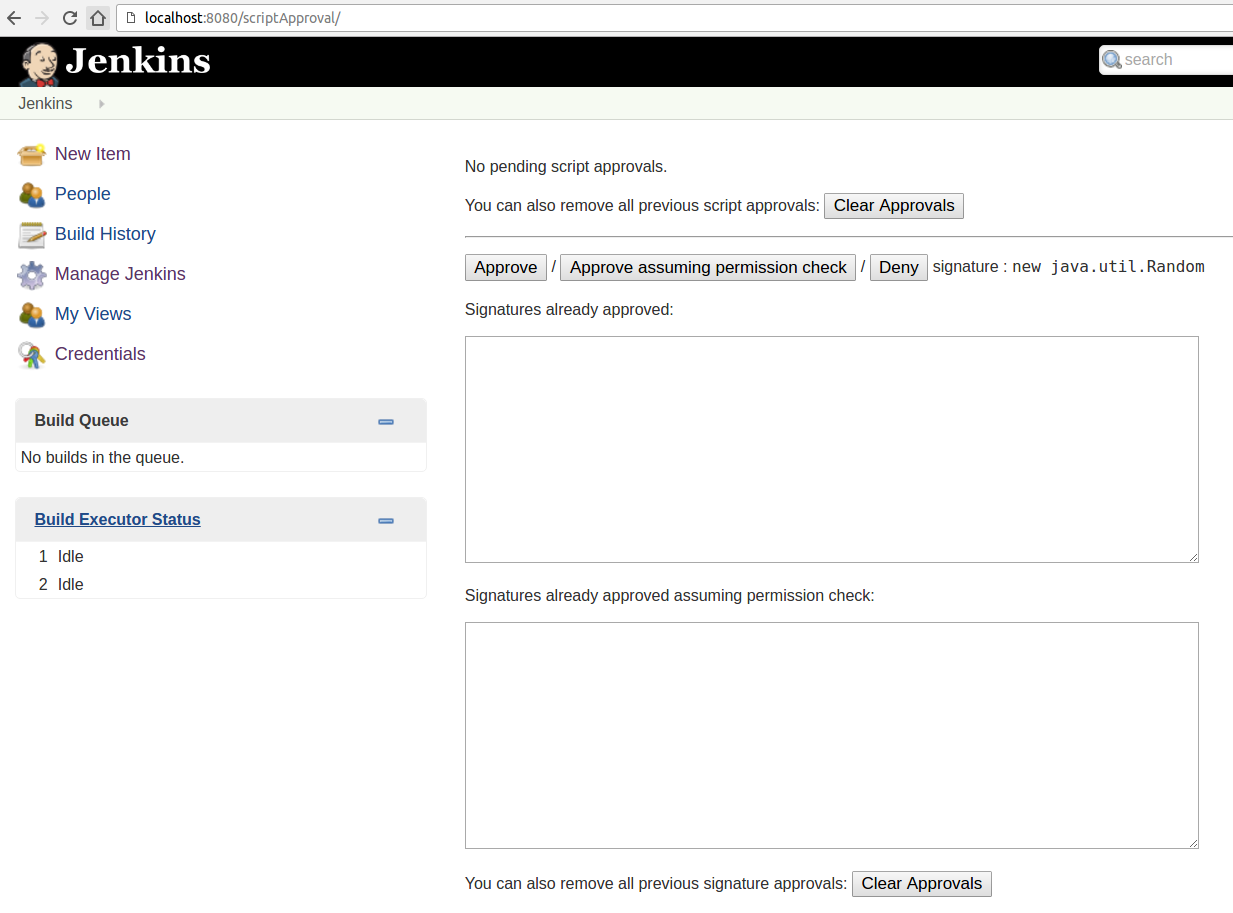 localhost:8080/scriptApproval/
Jenkins
search
Jenkins
New Item
People
Build History
Manage Jenkins
My Views
Credentials
Build Queue
No builds in the queue.
Build Executor Status
1 Idle
2 Idle
No pending script approvals.
You can also remove all previous script approvals: Clear Approvals
Approve / Approve assuming permission check / Deny signature : new java.util.Random
Signatures already approved:
Signatures already approved assuming permission check:
You can also remove all previous signature approvals: Clear Approvals